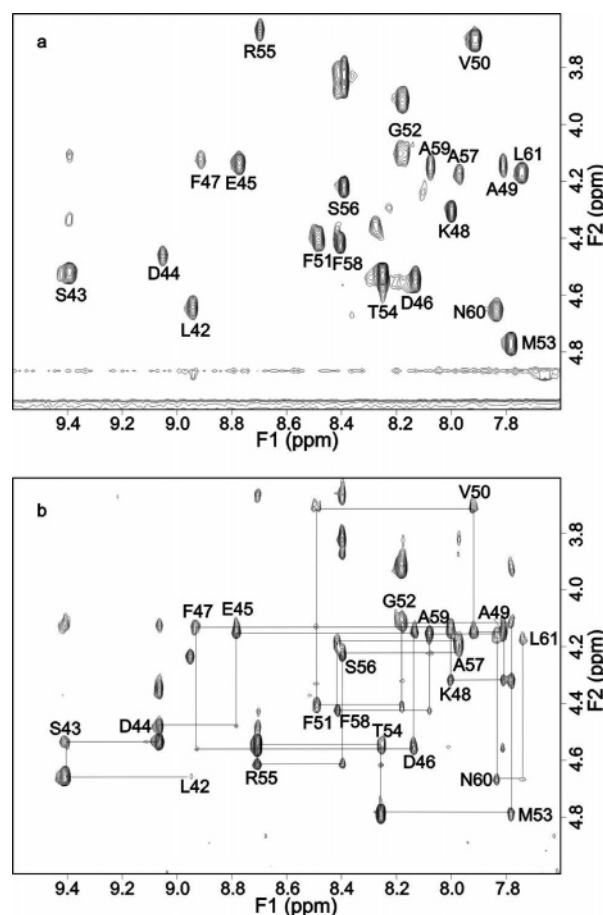 a
R55
V50
3.8
G52
4.0
A59
A57
L61
F47
E45
A49
4.2
S56
K48
F2 (ppm)
F51
F58
4.4
D44
S43
T54
D46
4.6
L42
N60
M53
4.8
9.4 9.2 9.0 8.8 8.6 8.4 8.2 8.0 7.8
F1 (ppm)
b
V50
3.8
G52
A59
A49
4.0
F47
E45
L61
S56
A57
4.2
K48
F2 (ppm)
S43
D44
F51
F58
T54
4.4
D46
4.6
L42
R55
N60
M53
4.8
9.4 9.2 9.0 8.8 8.6 8.4 8.2 8.0 7.8
F1 (ppm)